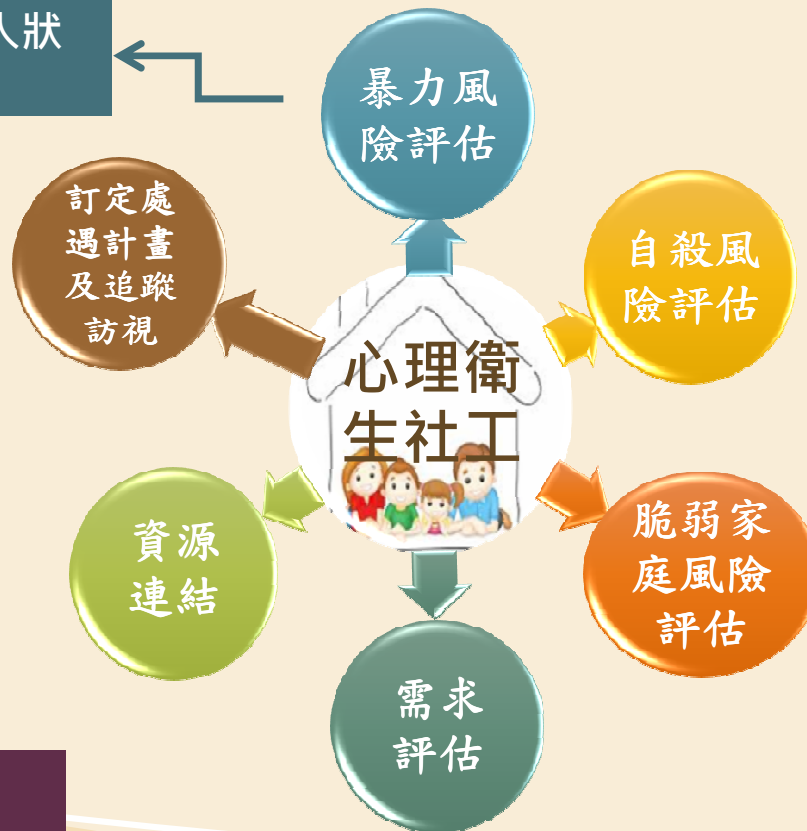 人狀
暴力風
險評估
訂定處
遇計畫
及追蹤
訪視
自殺風
險評估
心理衛
生社工
資源
連結
脆弱家
庭風險
評估
需求
評估